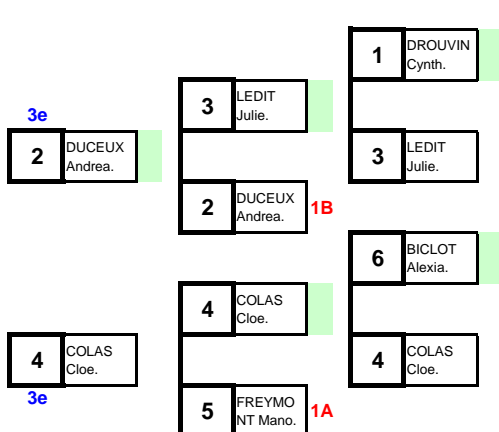 3e
2 DUCEUX
Andrea.
4 COLAS
Cloe.
3e
3 LEDIT
Julie.
2 DUCEUX
Andrea. 1B
4 COLAS
Cloe.
5 FREYMO
NT Mano. 1A
1 DROUVIN
Cynth.
3 LEDIT
Julie.
6 BICLOT
Alexia.
4 COLAS
Cloe.